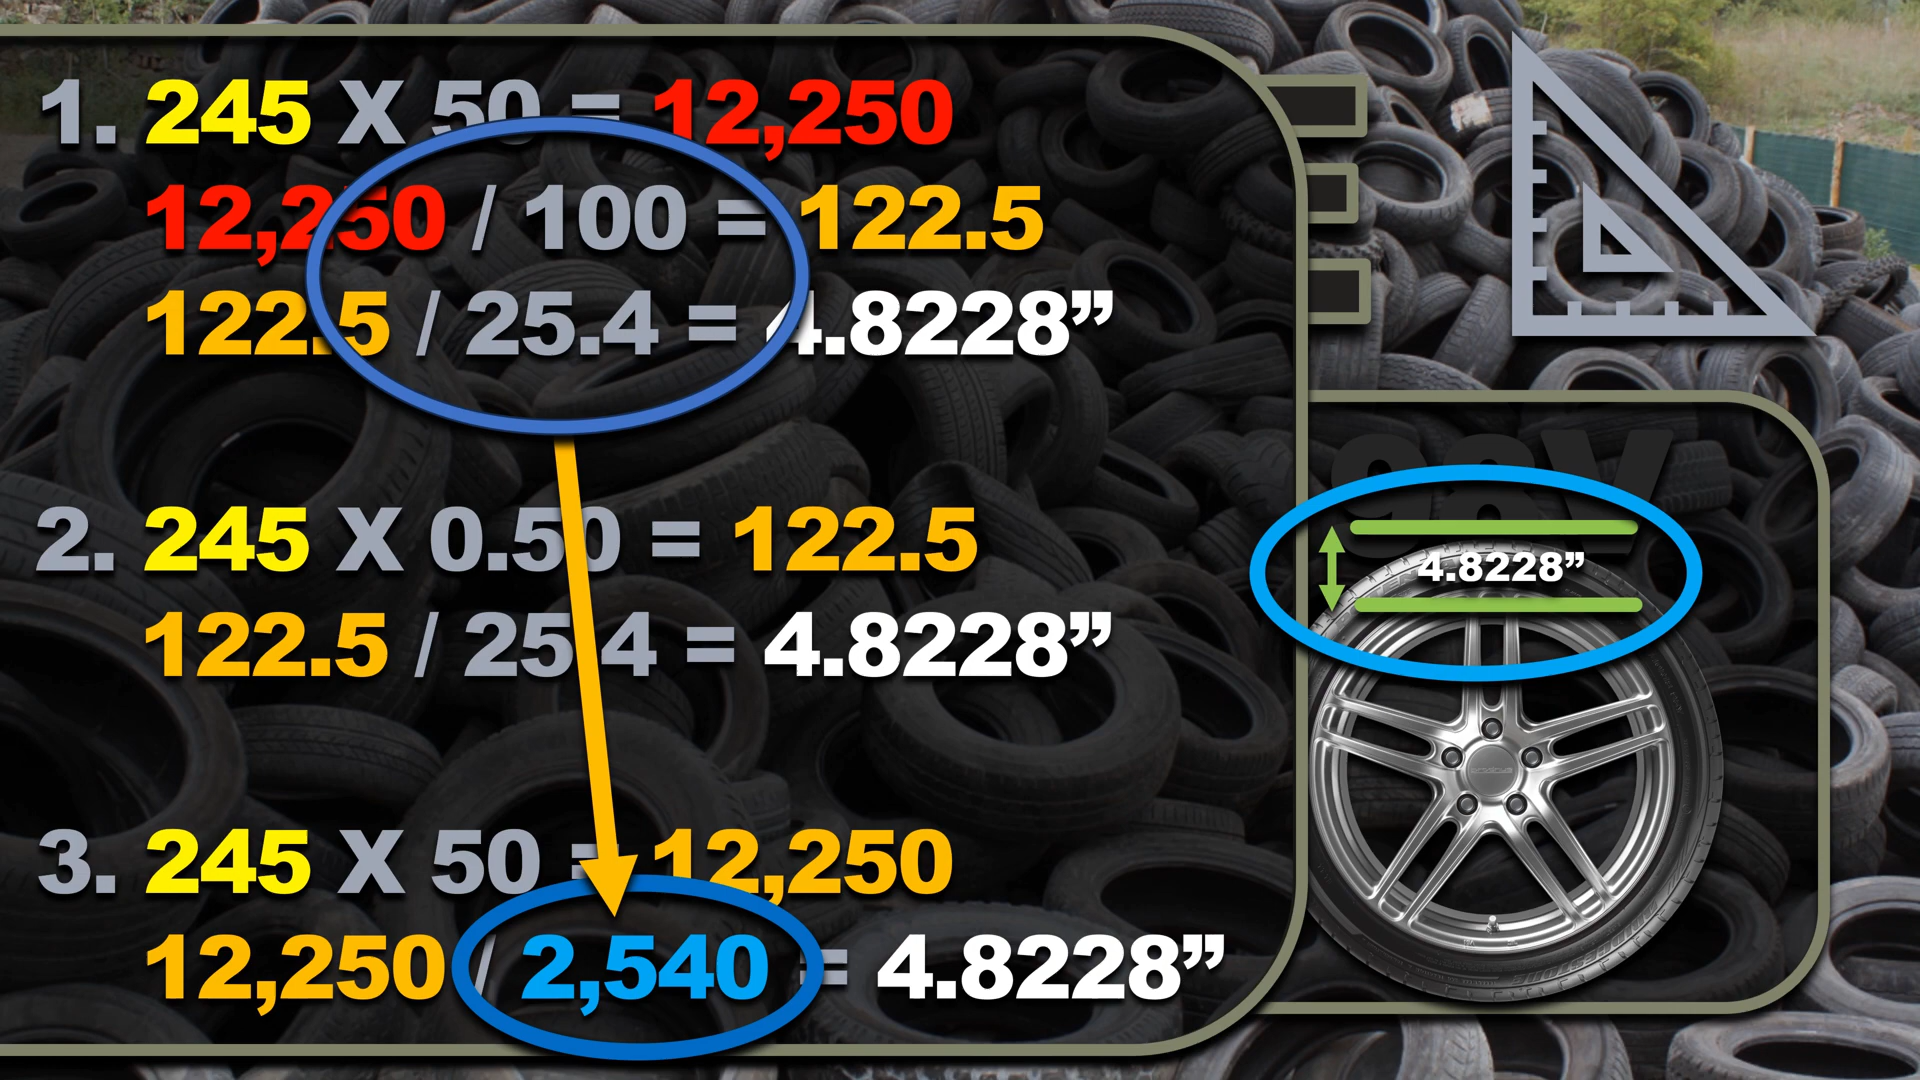 1. 245 X 50 = 12,250
12,250 / 100 = 122.5
122.5 / 25.4 = 4.8228”
2. 245 X 0.50 = 122.5
122.5 / 25.4 = 4.8228”
3. 245 X 50 = 12,250
12,250 / 2,540 = 4.8228”
E
98V
4.8228”